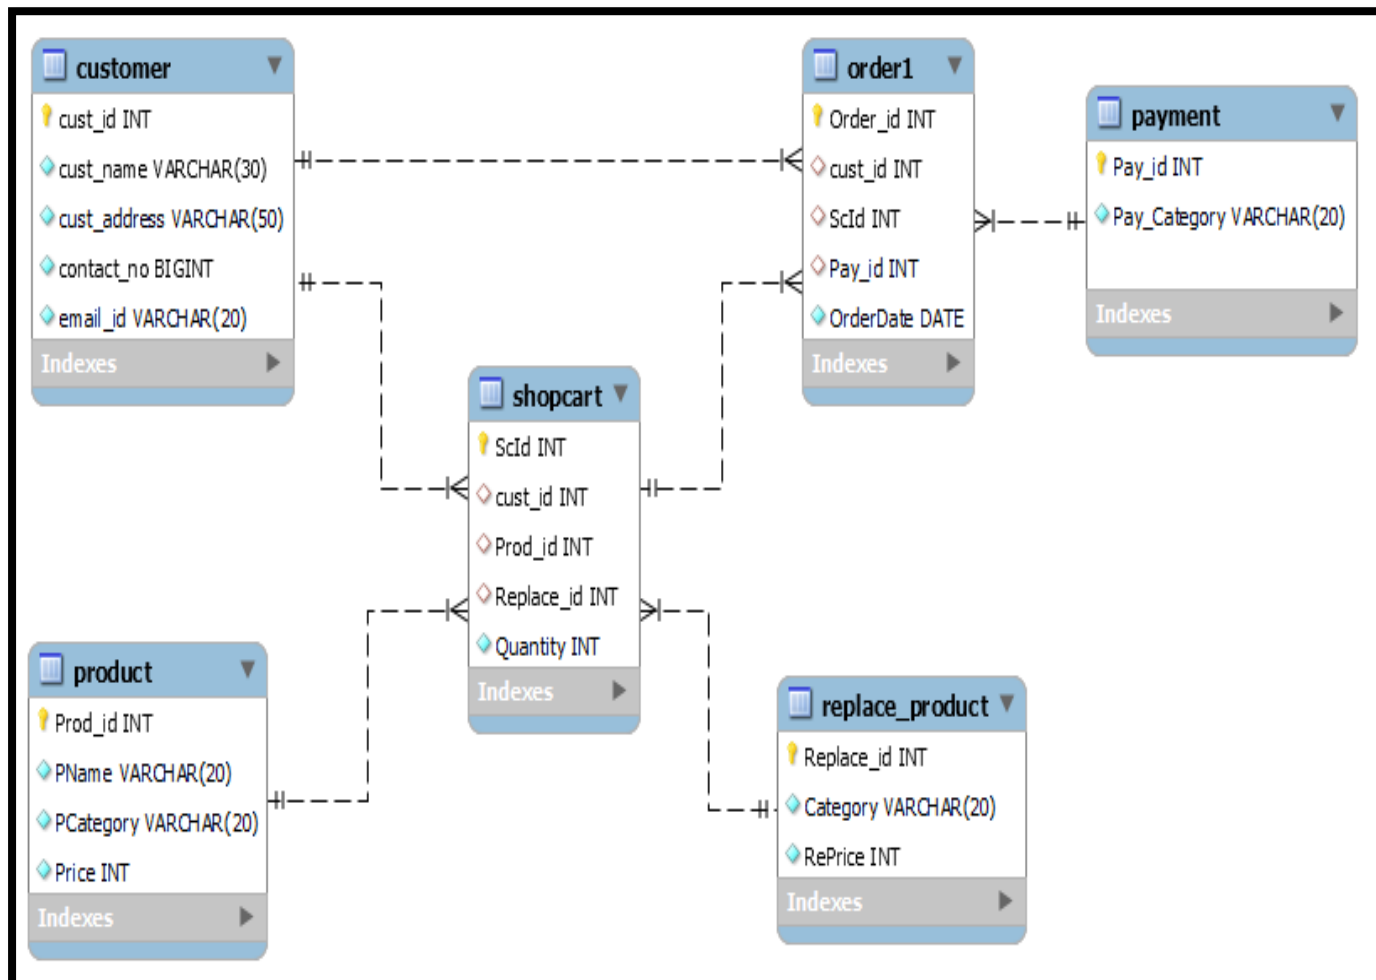 customer
cust_id INT
cust_name VARCHAR(30)
cust_address VARCHAR(50)
contact_no BIGINT
email_id VARCHAR(20)
Indexes
order1
Order_id INT
cust_id INT
ScId INT
Pay_id INT
OrderDate DATE
Indexes
payment
Pay_id INT
Pay_Category VARCHAR(20)
Indexes
shopcart
ScId INT
cust_id INT
Prod_id INT
Replace_id INT
Quantity INT
Indexes
product
Prod_id INT
PName VARCHAR(20)
PCategory VARCHAR(20)
Price INT
Indexes
replace_product
Replace_id INT
Category VARCHAR(20)
RePrice INT
Indexes